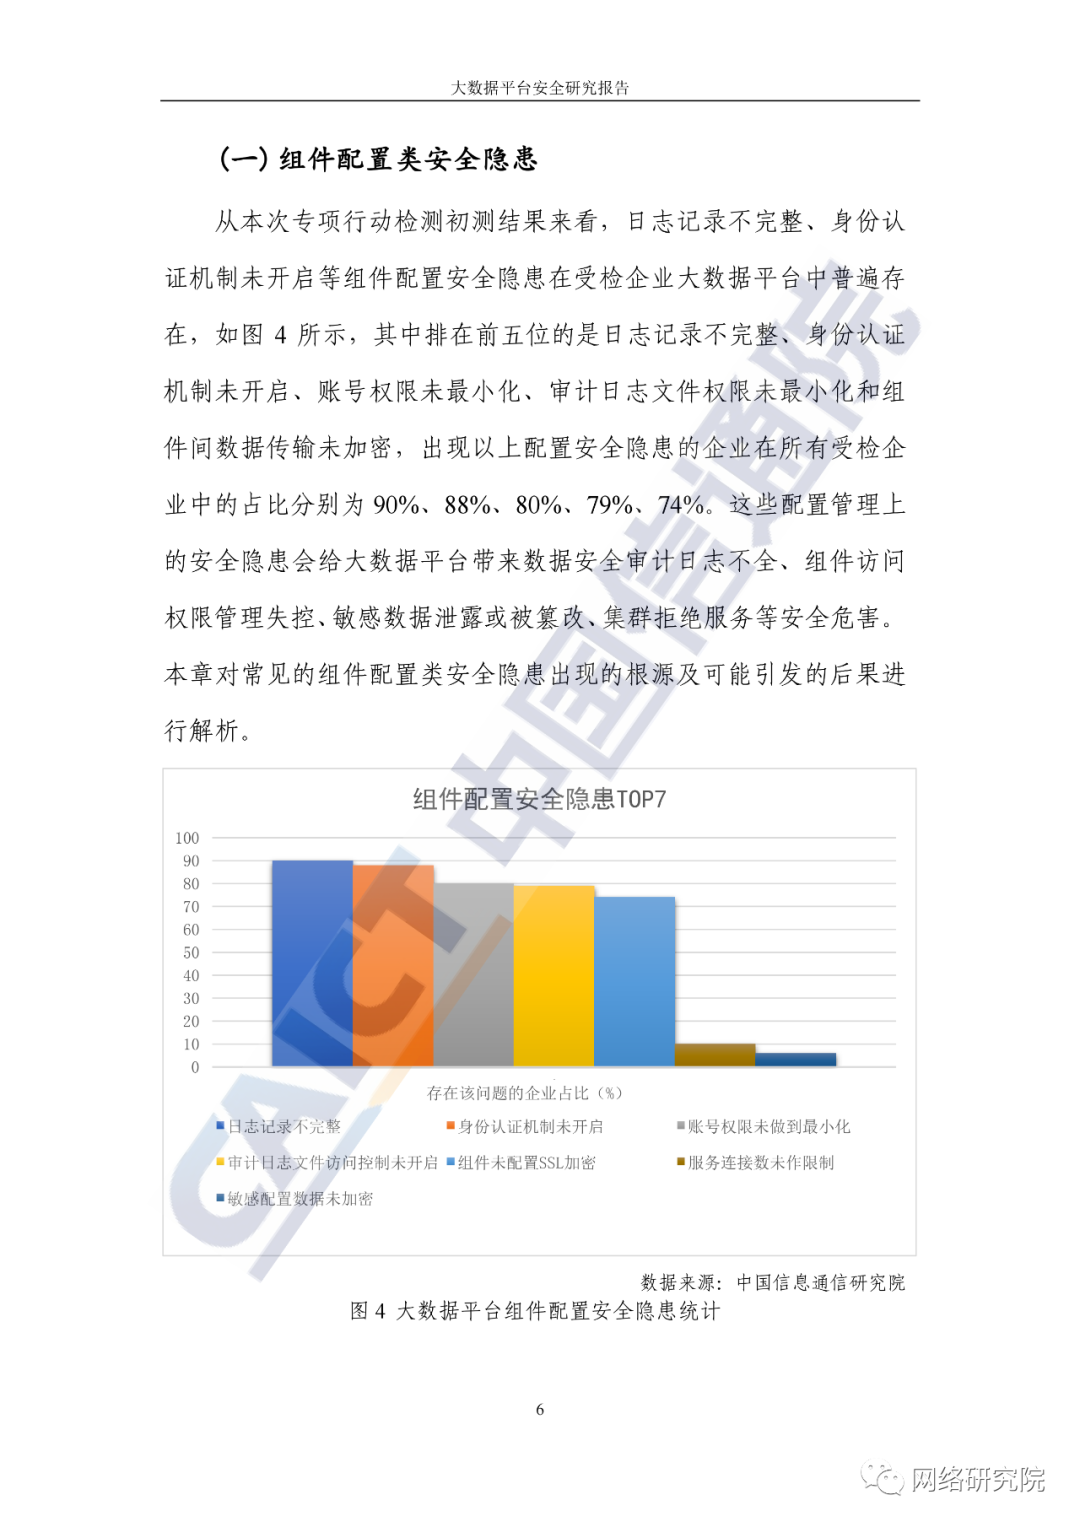 大数据平台安全研究报告
(一)组件配置类安全隐患
从本次专项行动检测初测结果来看，日志记录不完整、身份认
证机制未开启等组件配置安全隐患在受检企业大数据平台中普遍存
在，如图 4 所示，其中排在前五位的是日志记录不完整、身份认证
机制未开启、账号权限未最小化、审计日志文件权限未最小化和组
件间数据传输未加密，出现以上配置安全隐患的企业在所有受检企
业中的占比分别为 90%、88%、80%、79%、74%。这些配置管理上
的安全隐患会给大数据平台带来数据安全审计日志不全、组件访问
权限管理失控、敏感数据泄露或被篡改、集群拒绝服务等安全危害。
本章对常见的组件配置类安全隐患出现的根源及可能引发的后果进
行解析。
组件配置安全隐患TOP7
100
90
80
70
60
50
40
30
20
10
0
存在该问题的企业占比（%）
日志记录不完整 身份认证机制未开启 账号权限未做到最小化
审计日志文件访问控制未开启 组件未配置SSL加密 服务连接数未作限制
敏感配置数据未加密
数据来源：中国信息通信研究院
图 4 大数据平台组件配置安全隐患统计
6
CAICT 中国信通院
网络研究院